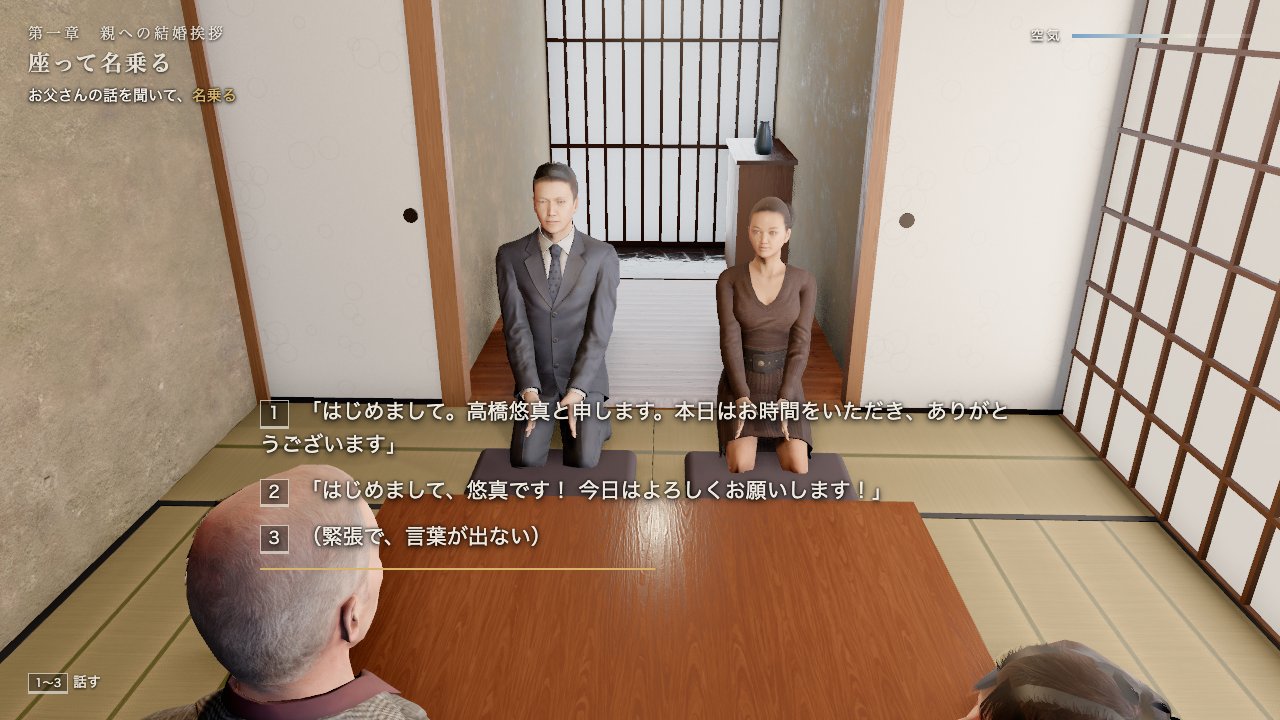 第一章　親への結婚挨拶
座って名乗る
お父さんの話を聞いて、名乗る
空気
1 「はじめまして。高橋悠真と申します。本日はお時間をいただき、ありがと
うございます」
2 「はじめまして、悠真です！ 今日はよろしくお願いします！」
3 （緊張で、言葉が出ない）
1～3 話す